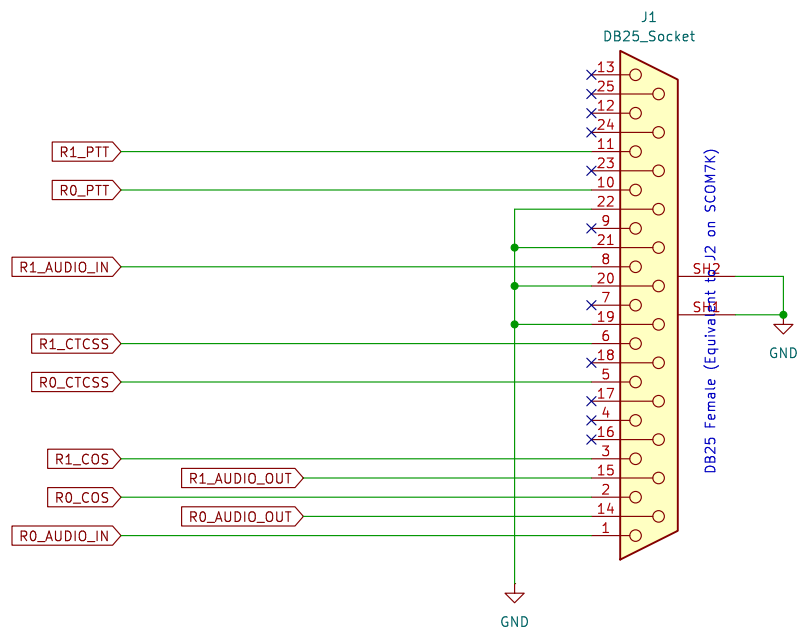 J1
DB25_Socket
13
25
12
24
R1_PTT
11
23
R0_PTT
10
22
9
21
R1_AUDIO_IN
8
SH2
20
7
SH1
19
GND
R1_CTCSS
6
18
R0_CTCSS
5
17
4
16
R1_COS
3
R1_AUDIO_OUT
15
R0_COS
2
R0_AUDIO_OUT
14
R0_AUDIO_IN
1
GND
DB25 Female (Equivalent to J2 on SCOM7K)